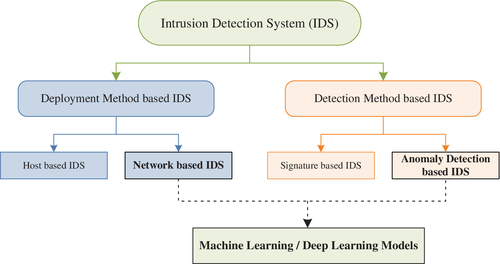 Intrusion Detection System (IDS)
Deployment Method based IDS
Detection Method based IDS
Host based IDS
Network based IDS
Signature based IDS
Anomaly Detection
based IDS
Machine Learning / Deep Learning Models